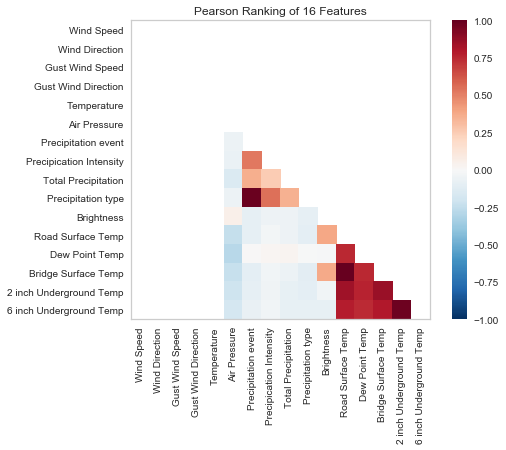 Pearson Ranking of 16 Features
Wind Speed
Wind Direction
Gust Wind Speed
Gust Wind Direction
Temperature
Air Pressure
Precipitation event
Precipication Intensity
Total Precipitation
Precipitation type
Brightness
Road Surface Temp
Dew Point Temp
Bridge Surface Temp
2 inch Underground Temp
6 inch Underground Temp
Wind Speed
Wind Direction
Gust Wind Speed
Gust Wind Direction
Temperature
Air Pressure
Precipitation event
Precipication Intensity
Total Precipitation
Precipitation type
Brightness
Road Surface Temp
Dew Point Temp
Bridge Surface Temp
2 inch Underground Temp
6 inch Underground Temp
1.00
0.75
0.50
0.25
0.00
−0.25
−0.50
−0.75
−1.00